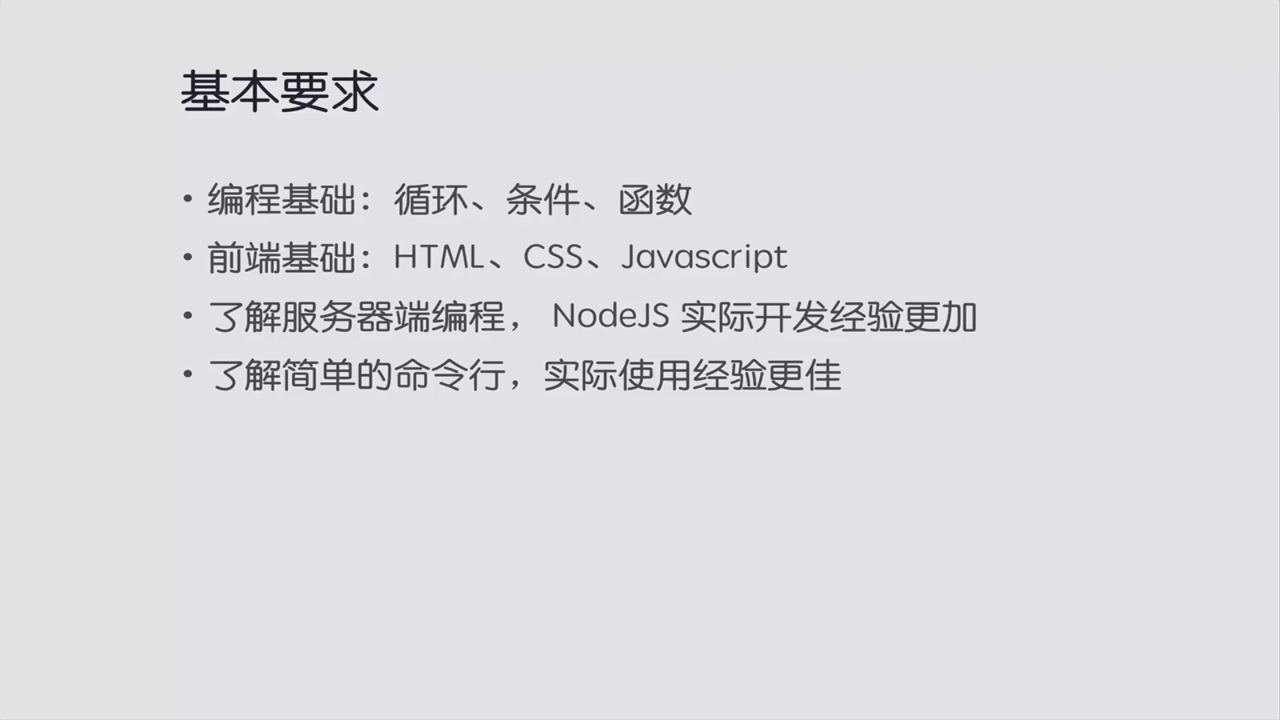 基本要求
• 编程基础：循环、条件、函数
• 前端基础：HTML、CSS、Javascript
• 了解服务器端编程， NodeJS 实际开发经验更加
• 了解简单的命令行，实际使用经验更佳